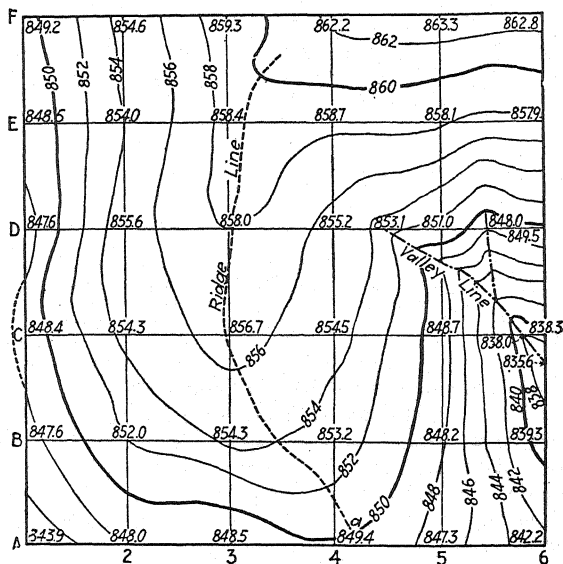 F 849.2 854.6 859.3 862.2 863.3 862.8
862
850 852 854 856 858
860
E 848.6 854.0 858.4 858.7 858.1 857.9
Line
D 847.6 855.6 858.0 855.2 853.1 851.0 848.0
849.5
Valley Line
Ridge
C 848.4 854.3 856.7 854.5 848.7 838.0 838.3
835.6
856
840 838
854
B 847.6 852.0 854.3 853.2 848.2 839.3
852
850 848 846 844 842
a
A 843.9 848.0 848.5 849.4 847.3 842.2
2 3 4 5 6